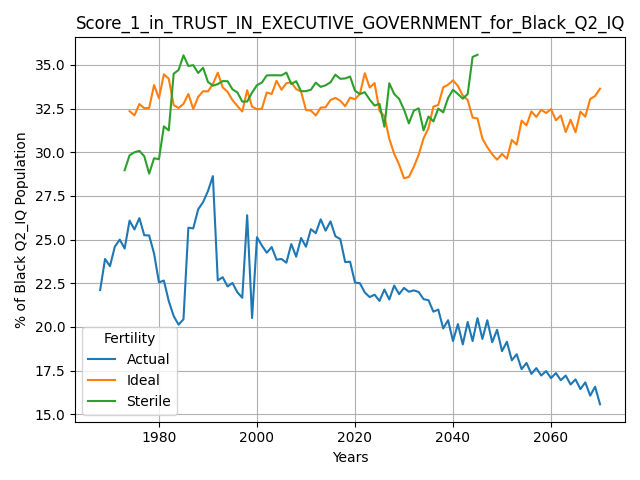 Score_1_in_TRUST_IN_EXECUTIVE_GOVERNMENT_for_Black_Q2_IQ
% of Black Q2_IQ Population
35.0
32.5
30.0
27.5
25.0
22.5
20.0
17.5
15.0
Fertility
Actual
Ideal
Sterile
1980 2000 2020 2040 2060
Years